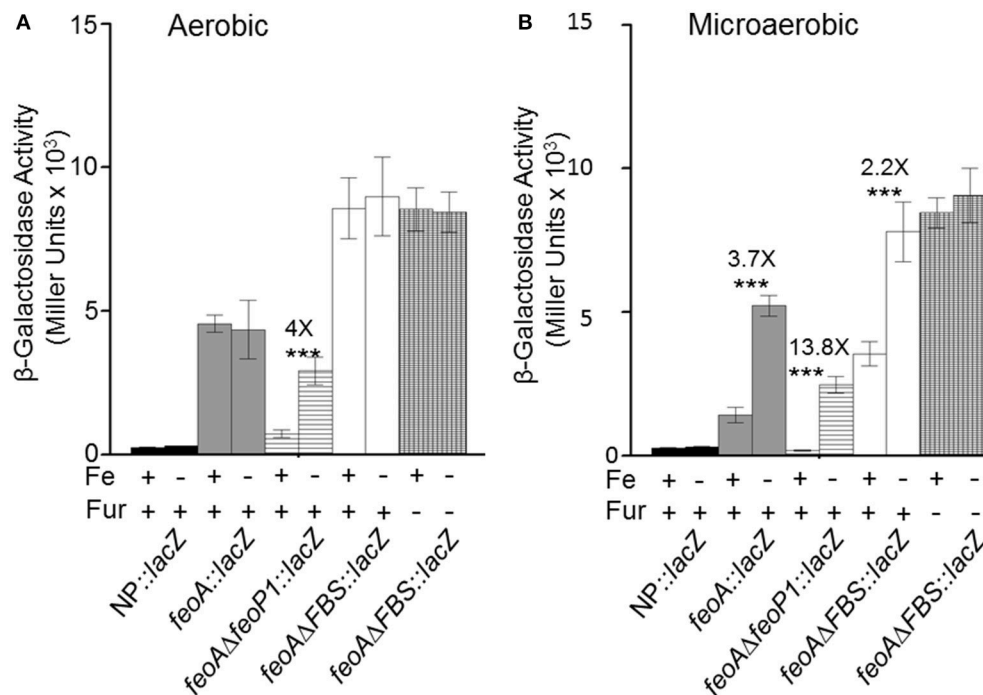 A
Aerobic
15
10
5
0
β-Galactosidase Activity
(Miller Units x 10³)
4X
***
Fe + - + - + - + - + -
Fur + + + + + + + + - -
NP::lacZ
feoA::lacZ
feoAΔfeoP1::lacZ
feoAΔFBS::lacZ
feoAΔFBS::lacZ
B
Microaerobic
15
10
5
0
β-Galactosidase Activity
(Miller Units x 10³)
3.7X
***
13.8X
***
2.2X
***
Fe + - + - + - + - + -
Fur + + + + + + + + - -
NP::lacZ
feoA::lacZ
feoAΔfeoP1::lacZ
feoAΔFBS::lacZ
feoAΔFBS::lacZ